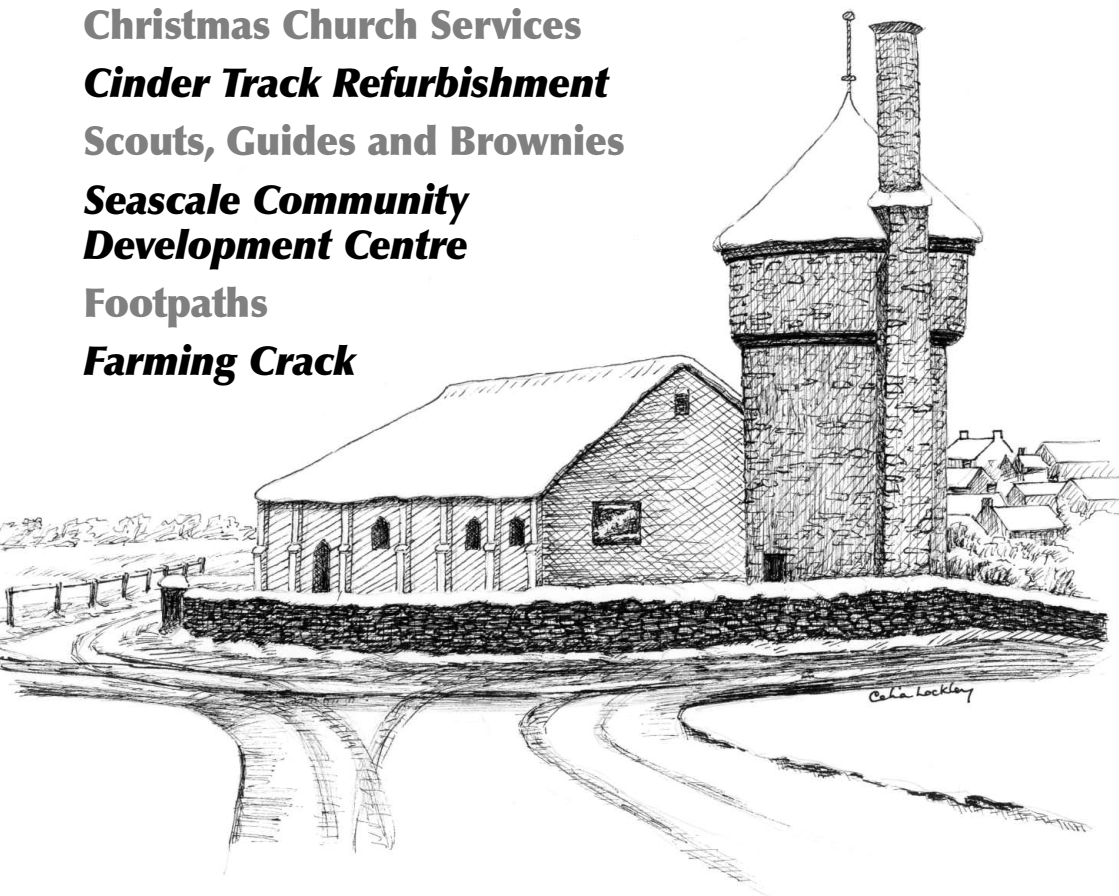 Christmas Church Services
Cinder Track Refurbishment
Scouts, Guides and Brownies
Seascale Community
Development Centre
Footpaths
Farming Crack
Celia Lockley